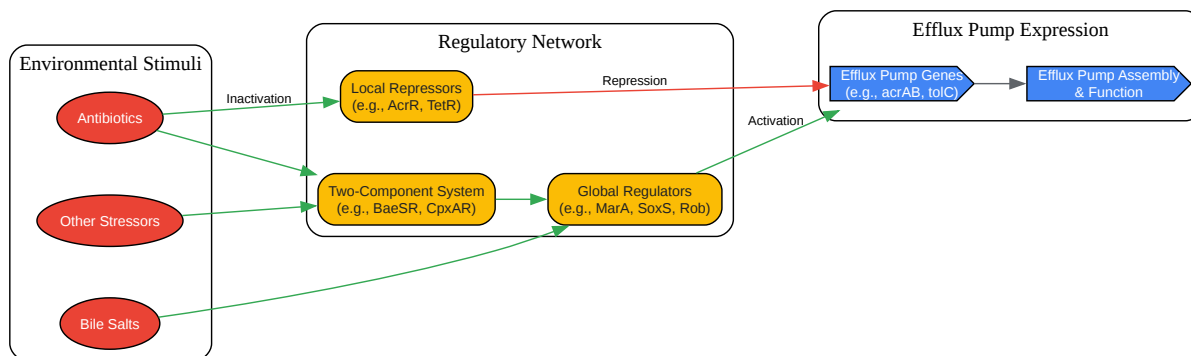 Environmental Stimuli
Antibiotics
Other Stressors
Bile Salts
Inactivation
Regulatory Network
Local Repressors
(e.g., AcrR, TetR)
Two-Component System
(e.g., BaeSR, CpxAR)
Global Regulators
(e.g., MarA, SoxS, Rob)
Repression
Activation
Efflux Pump Expression
Efflux Pump Genes
(e.g., acrAB, tolC)
Efflux Pump Assembly
& Function